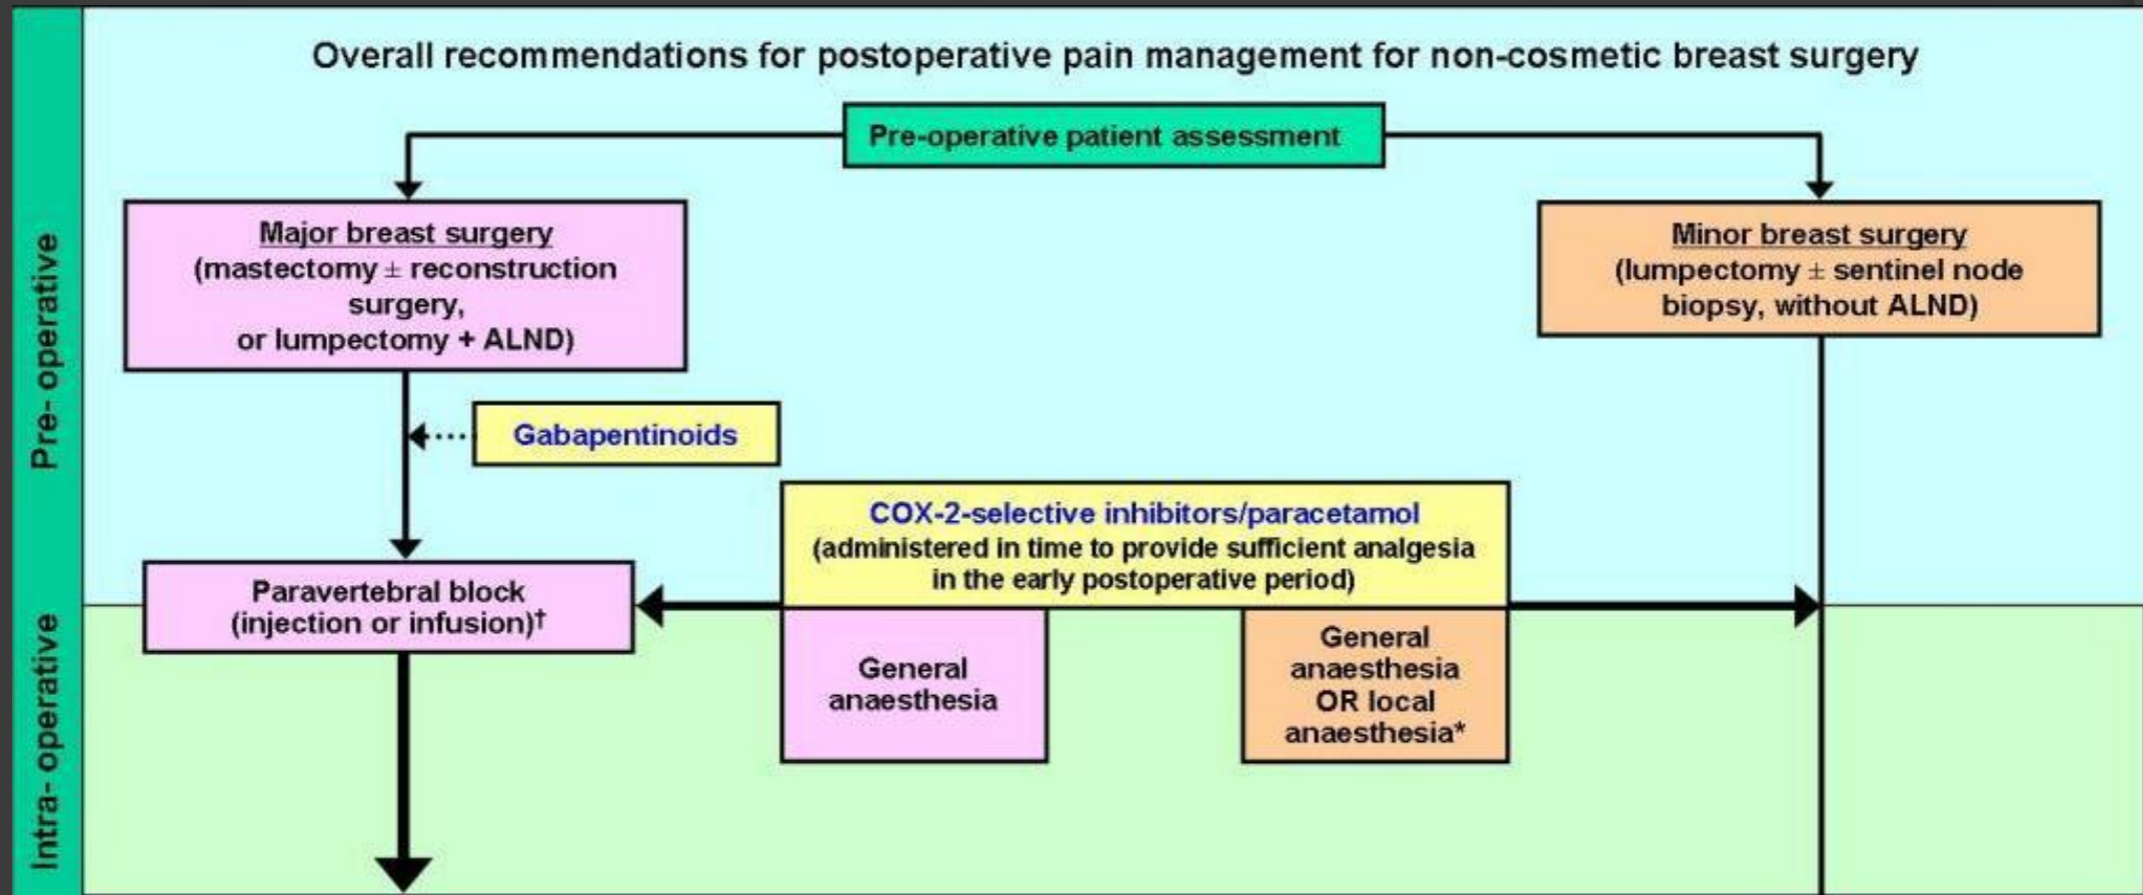 Overall recommendations for postoperative pain management for non-cosmetic breast surgery
Pre-operative patient assessment
Pre- operative
Major breast surgery
(mastectomy ± reconstruction
surgery,
or lumpectomy + ALND)
Minor breast surgery
(lumpectomy ± sentinel node
biopsy, without ALND)
Gabapentinoids
COX-2-selective inhibitors/paracetamol
(administered in time to provide sufficient analgesia
in the early postoperative period)
Paravertebral block
(injection or infusion)†
Intra- operative
General
anaesthesia
General
anaesthesia
OR local
anaesthesia*